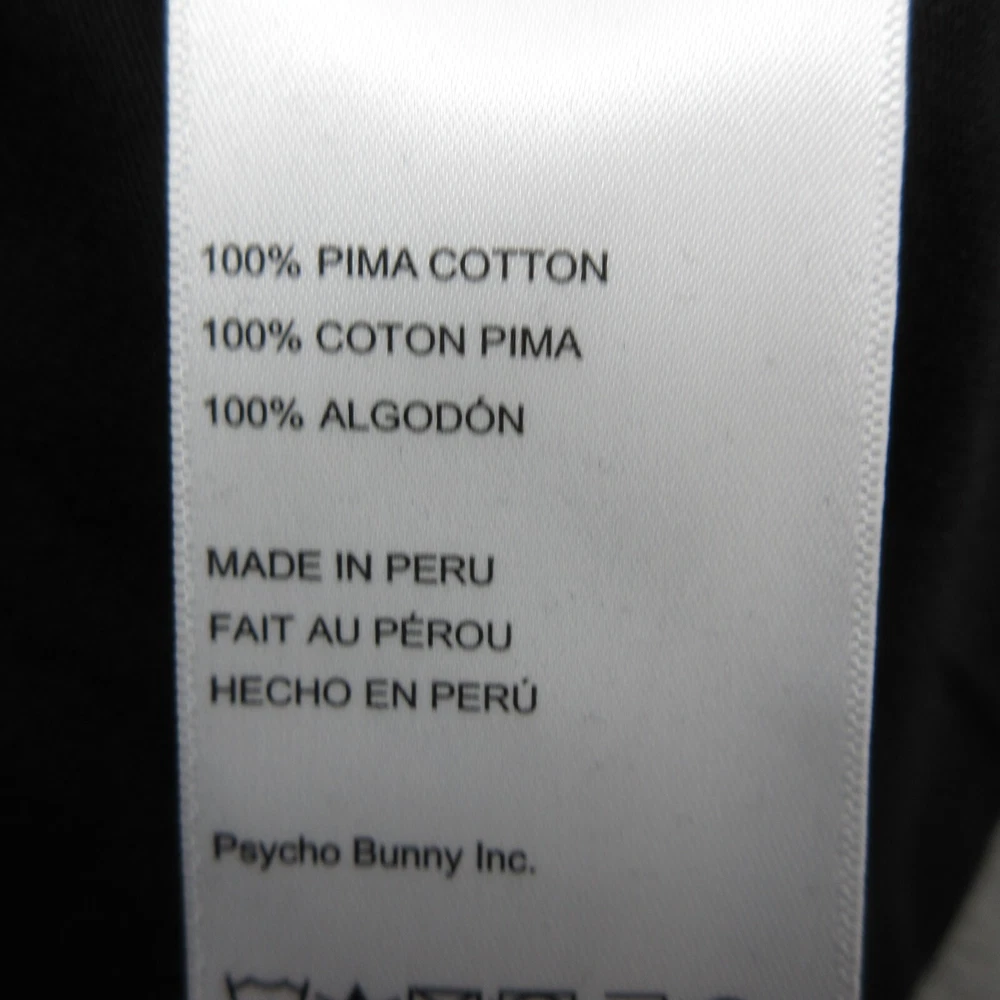 100% PIMA COTTON
100% COTON PIMA
100% ALGODÓN
MADE IN PERU
FAIT AU PÉROU
HECHO EN PERÚ
Psycho Bunny Inc.